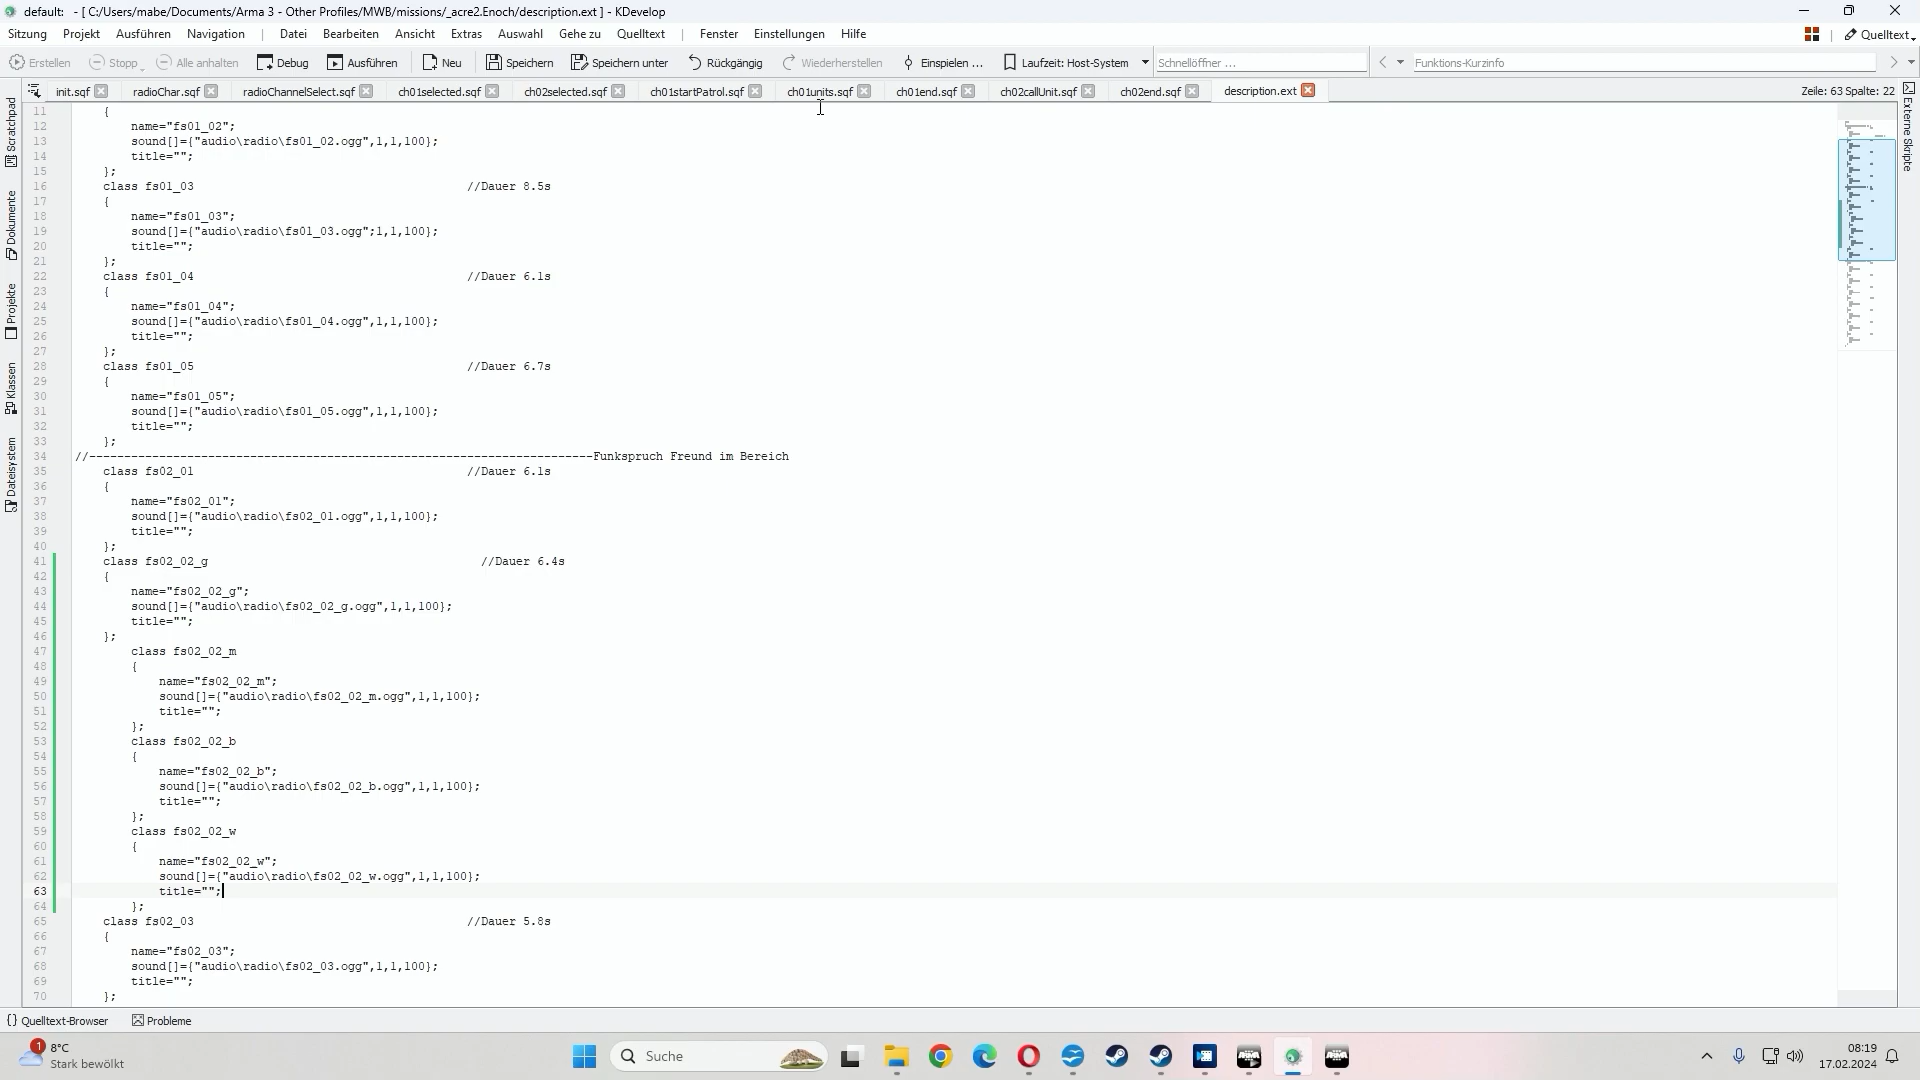 default: - [ C:/Users/mabe/Documents/Arma 3 - Other Profiles/MWB/missions/_acre2.Enoch/description.ext ] - KDevelop
Sitzung Projekt Ausführen Navigation | Datei Bearbeiten Ansicht Extras Auswahl Gehe zu Quelltext | Fenster Einstellungen Hilfe Quelltext
Erstellen Stopp Alle anhalten Debug Ausführen Neu Speichern Speichern unter Rückgängig Wiederherstellen Einspielen ... Laufzeit: Host-System Schnellöffner ... Funktions-Kurzinfo
init.sqf radioChar.sqf radioChannelSelect.sqf ch01selected.sqf ch02selected.sqf ch01startPatrol.sqf ch01units.sqf ch01end.sqf ch02callUnit.sqf ch02end.sqf description.ext Zeile: 63 Spalte: 22
Scratchpad
Dokumente
Projekte
Klassen
Dateisystem
Externe Skripte
11 {
12 name="fs01_02";
13 sound[]={"audio\radio\fs01_02.ogg",1,1,100};
14 title="";
15 };
16 class fs01_03 //Dauer 8.5s
17 {
18 name="fs01_03";
19 sound[]={"audio\radio\fs01_03.ogg";1,1,100};
20 title="";
21 };
22 class fs01_04 //Dauer 6.1s
23 {
24 name="fs01_04";
25 sound[]={"audio\radio\fs01_04.ogg",1,1,100};
26 title="";
27 };
28 class fs01_05 //Dauer 6.7s
29 {
30 name="fs01_05";
31 sound[]={"audio\radio\fs01_05.ogg",1,1,100};
32 title="";
33 };
34 //------------------------------------------------------------------------Funkspruch Freund im Bereich
35 class fs02_01 //Dauer 6.1s
36 {
37 name="fs02_01";
38 sound[]={"audio\radio\fs02_01.ogg",1,1,100};
39 title="";
40 };
41 class fs02_02_g //Dauer 6.4s
42 {
43 name="fs02_02_g";
44 sound[]={"audio\radio\fs02_02_g.ogg",1,1,100};
45 title="";
46 };
47 class fs02_02_m
48 {
49 name="fs02_02_m";
50 sound[]={"audio\radio\fs02_02_m.ogg",1,1,100};
51 title="";
52 };
53 class fs02_02_b
54 {
55 name="fs02_02_b";
56 sound[]={"audio\radio\fs02_02_b.ogg",1,1,100};
57 title="";
58 };
59 class fs02_02_w
60 {
61 name="fs02_02_w";
62 sound[]={"audio\radio\fs02_02_w.ogg",1,1,100};
63 title="";
64 };
65 class fs02_03 //Dauer 5.8s
66 {
67 name="fs02_03";
68 sound[]={"audio\radio\fs02_03.ogg",1,1,100};
69 title="";
70 };
{} Quelltext-Browser Probleme
1 8°C
Stark bewölkt
Suche
08:19
17.02.2024